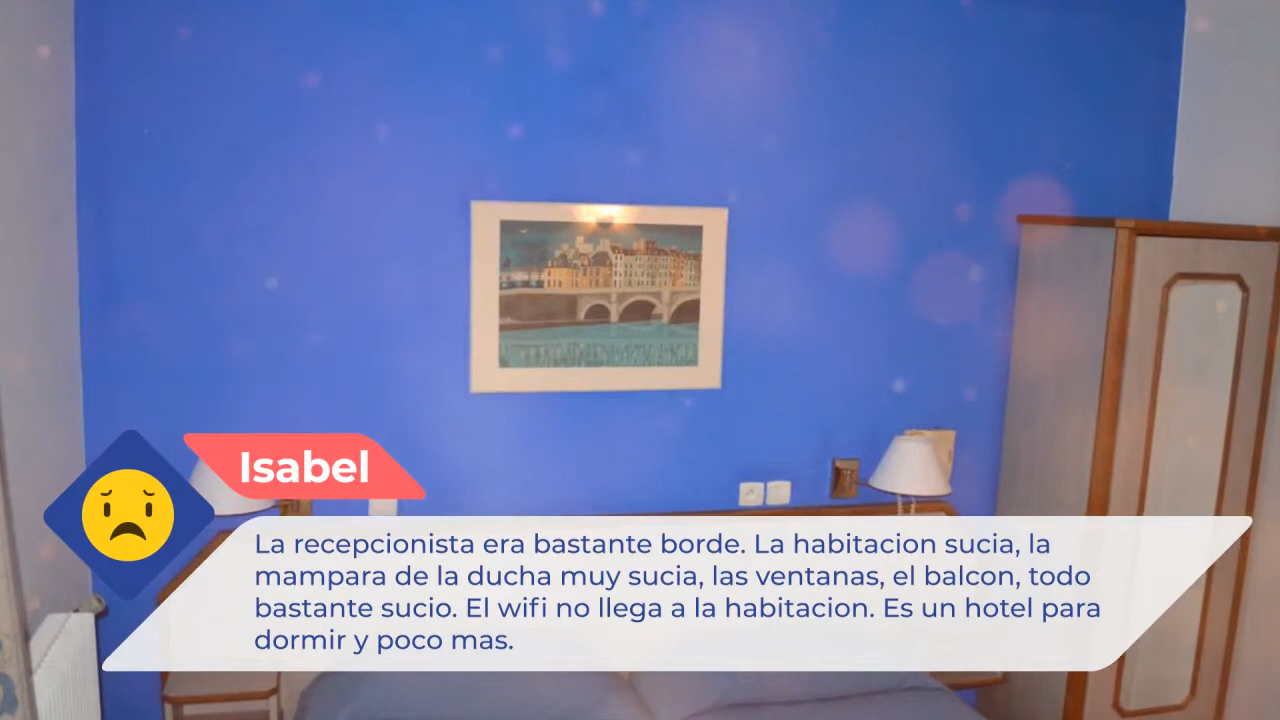 Isabel
La recepcionista era bastante borde. La habitacion sucia, la
mampara de la ducha muy sucia, las ventanas, el balcon, todo
bastante sucio. El wifi no llega a la habitacion. Es un hotel para
dormir y poco mas.